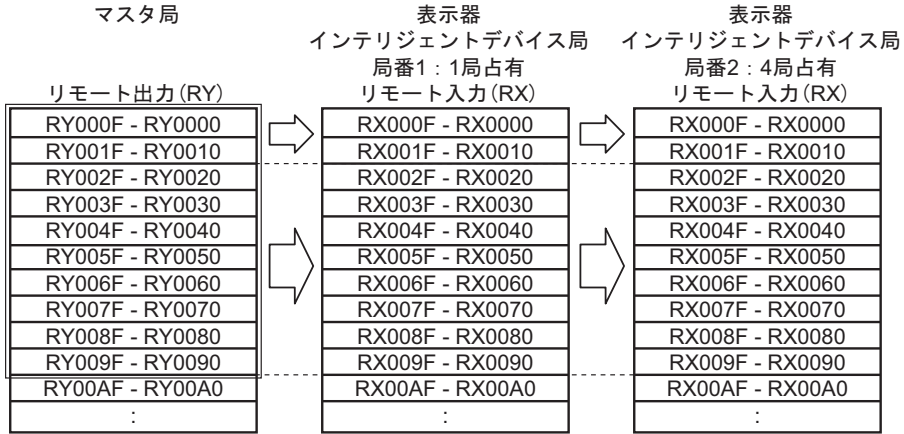 マスタ局
リモート出力(RY)
RY000F - RY0000
RY001F - RY0010
RY002F - RY0020
RY003F - RY0030
RY004F - RY0040
RY005F - RY0050
RY006F - RY0060
RY007F - RY0070
RY008F - RY0080
RY009F - RY0090
RY00AF - RY00A0
:
表示器
インテリジェントデバイス局
局番1：1局占有
リモート入力(RX)
RX000F - RX0000
RX001F - RX0010
RX002F - RX0020
RX003F - RX0030
RX004F - RX0040
RX005F - RX0050
RX006F - RX0060
RX007F - RX0070
RX008F - RX0080
RX009F - RX0090
RX00AF - RX00A0
:
表示器
インテリジェントデバイス局
局番2：4局占有
リモート入力(RX)
RX000F - RX0000
RX001F - RX0010
RX002F - RX0020
RX003F - RX0030
RX004F - RX0040
RX005F - RX0050
RX006F - RX0060
RX007F - RX0070
RX008F - RX0080
RX009F - RX0090
RX00AF - RX00A0
: